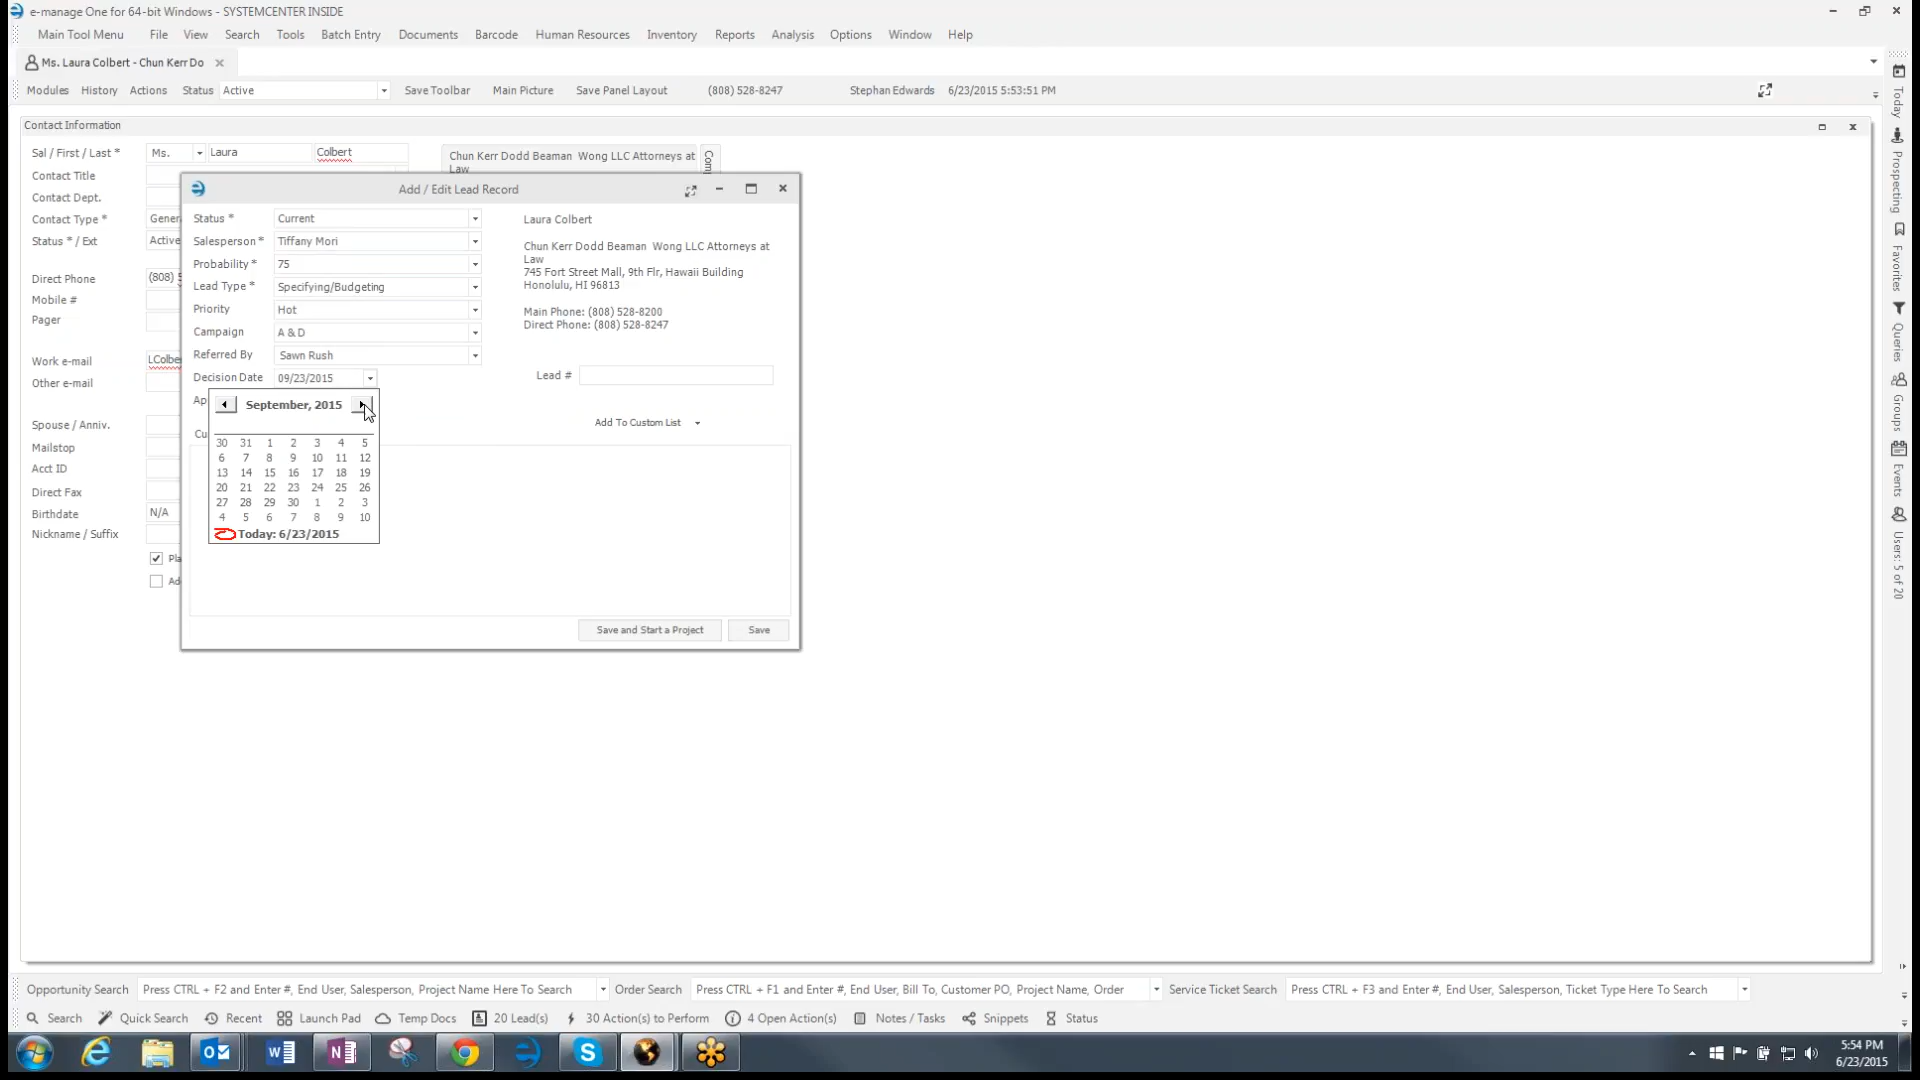 e-manage One for 64-bit Windows - SYSTEMCENTER INSIDE
Main Tool Menu File View Search Tools Batch Entry Documents Barcode Human Resources Inventory Reports Analysis Options Window Help
Ms. Laura Colbert - Chun Kerr Do
Modules History Actions Status Active Save Toolbar Main Picture Save Panel Layout (808) 528-8247 Stephan Edwards 6/23/2015 5:53:51 PM
Contact Information
Sal / First / Last * Ms. Laura Colbert
Chun Kerr Dodd Beaman Wong LLC Attorneys at
Law
Contact Title
Contact Dept.
Contact Type * Gener
Status * / Ext Active
Direct Phone (808) 5
Mobile #
Pager
Work e-mail LColbe
Other e-mail
Spouse / Anniv.
Mailstop
Acct ID
Direct Fax
Birthdate N/A
Nickname / Suffix
Pla
Ad
Add / Edit Lead Record
Status * Current
Salesperson * Tiffany Mori
Probability * 75
Lead Type * Specifying/Budgeting
Priority Hot
Campaign A & D
Referred By Sawn Rush
Decision Date 09/23/2015
Ap
Cu
Laura Colbert
Chun Kerr Dodd Beaman Wong LLC Attorneys at
Law
745 Fort Street Mall, 9th Flr, Hawaii Building
Honolulu, HI 96813
Main Phone: (808) 528-8200
Direct Phone: (808) 528-8247
Lead #
Add To Custom List
September, 2015
30 31 1 2 3 4 5
6 7 8 9 10 11 12
13 14 15 16 17 18 19
20 21 22 23 24 25 26
27 28 29 30 1 2 3
4 5 6 7 8 9 10
Today: 6/23/2015
Save and Start a Project Save
Today
Prospecting
Favorites
Queries
Groups
Events
Users: 5 of 20
Opportunity Search Press CTRL + F2 and Enter #, End User, Salesperson, Project Name Here To Search Order Search Press CTRL + F1 and Enter #, End User, Bill To, Customer PO, Project Name, Order Service Ticket Search Press CTRL + F3 and Enter #, End User, Salesperson, Ticket Type Here To Search
Search Quick Search Recent Launch Pad Temp Docs 20 Lead(s) 30 Action(s) to Perform 4 Open Action(s) Notes / Tasks Snippets Status
5:54 PM
6/23/2015